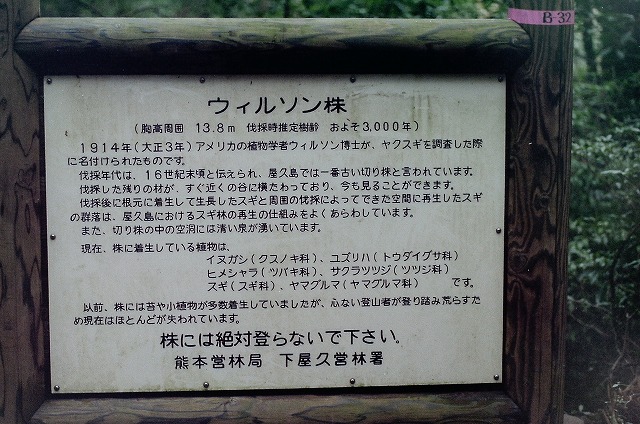 B-32
ウィルソン株
(胸高周囲 13.8m 伐採時推定樹齢 およそ3,000年)
1914年(大正3年)アメリカの植物学者ウィルソン博士が、ヤクスギを調査した際
に名付けられたものです。
伐採年代は、16世紀末頃と伝えられ、屋久島では一番古い切り株と言われています。
伐採した残りの材が、すぐ近くの谷に横たわっており、今も見ることができます。
伐採後に根元に着生して生長したスギと周囲の伐採によってできた空間に再生したスギ
の群落は、屋久島におけるスギ林の再生の仕組みをよくあらわしています。
また、切り株の中の空洞には清い泉が湧いています。
現在、株に着生している植物は、
イヌガシ(クスノキ科)、ユズリハ(トウダイグサ科)
ヒメシャラ(ツバキ科)、サクラツツジ(ツツジ科)
スギ(スギ科)、ヤマグルマ(ヤマグルマ科) です。
以前、株には苔や小植物が多数着生していましたが、心ない登山者が登り踏み荒らすた
め現在はほとんどが失われています。
株には絶対登らないで下さい。
熊本営林局 下屋久営林署